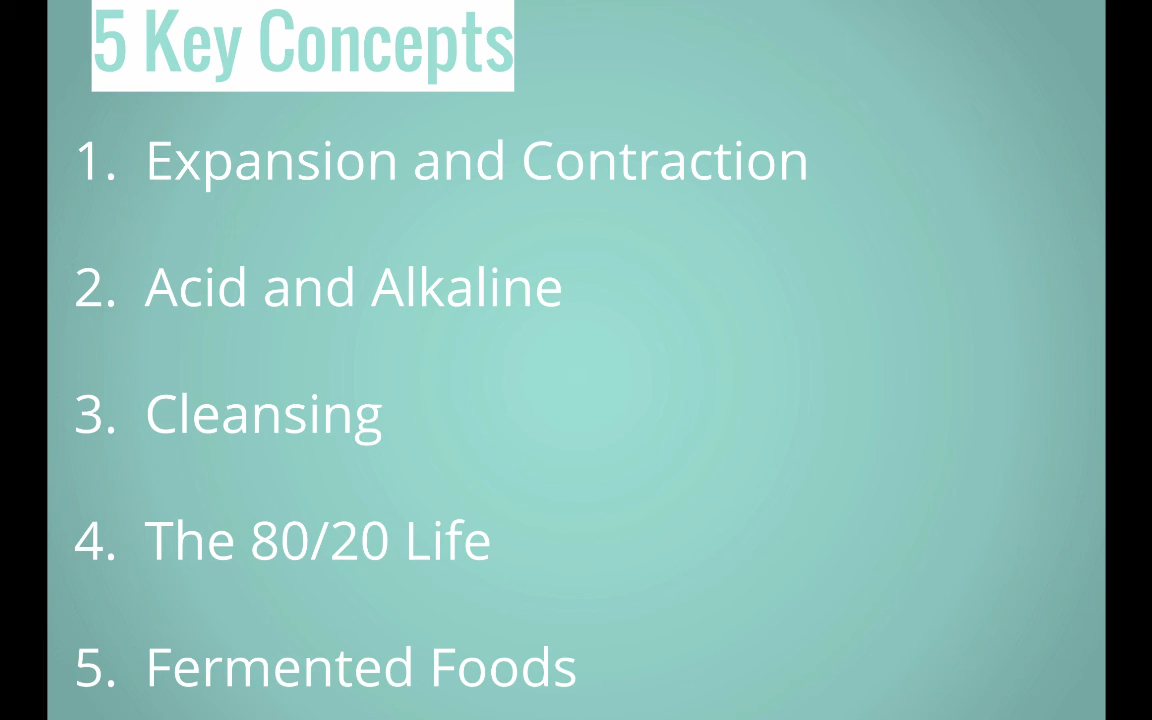 5 Key Concepts
1. Expansion and Contraction
2. Acid and Alkaline
3. Cleansing
4. The 80/20 Life
5. Fermented Foods